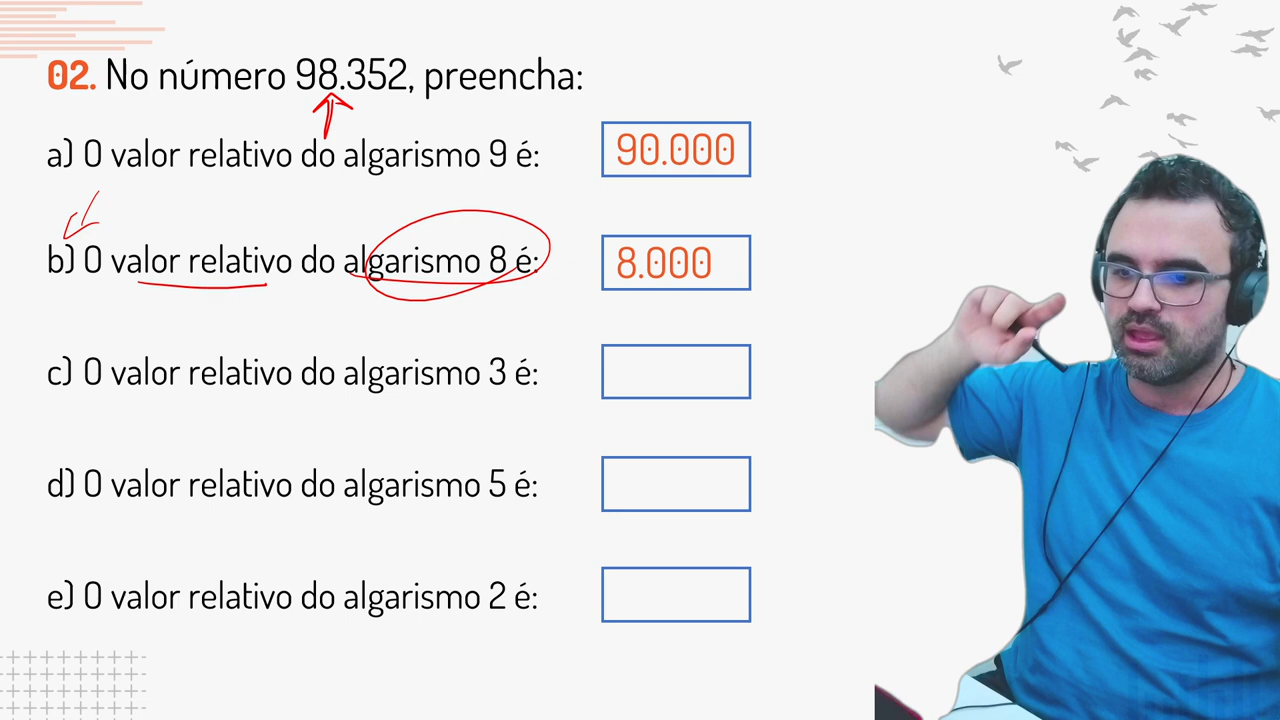 02. No número 98.352, preencha:
a) O valor relativo do algarismo 9 é: 90.000
b) O valor relativo do algarismo 8 é: 8.000
c) O valor relativo do algarismo 3 é:
d) O valor relativo do algarismo 5 é:
e) O valor relativo do algarismo 2 é: